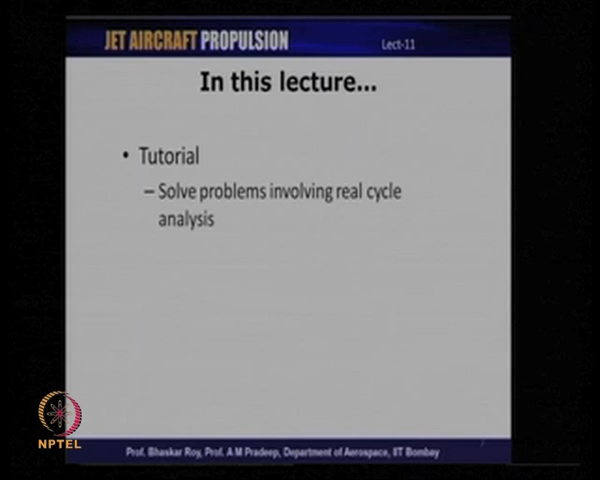 JET AIRCRAFT PROPULSION
Lect-11
In this lecture...
• Tutorial
– Solve problems involving real cycle
analysis
NPTEL
Prof. Bhaskar Roy, Prof. A M Pradeep, Department of Aerospace, IIT Bombay